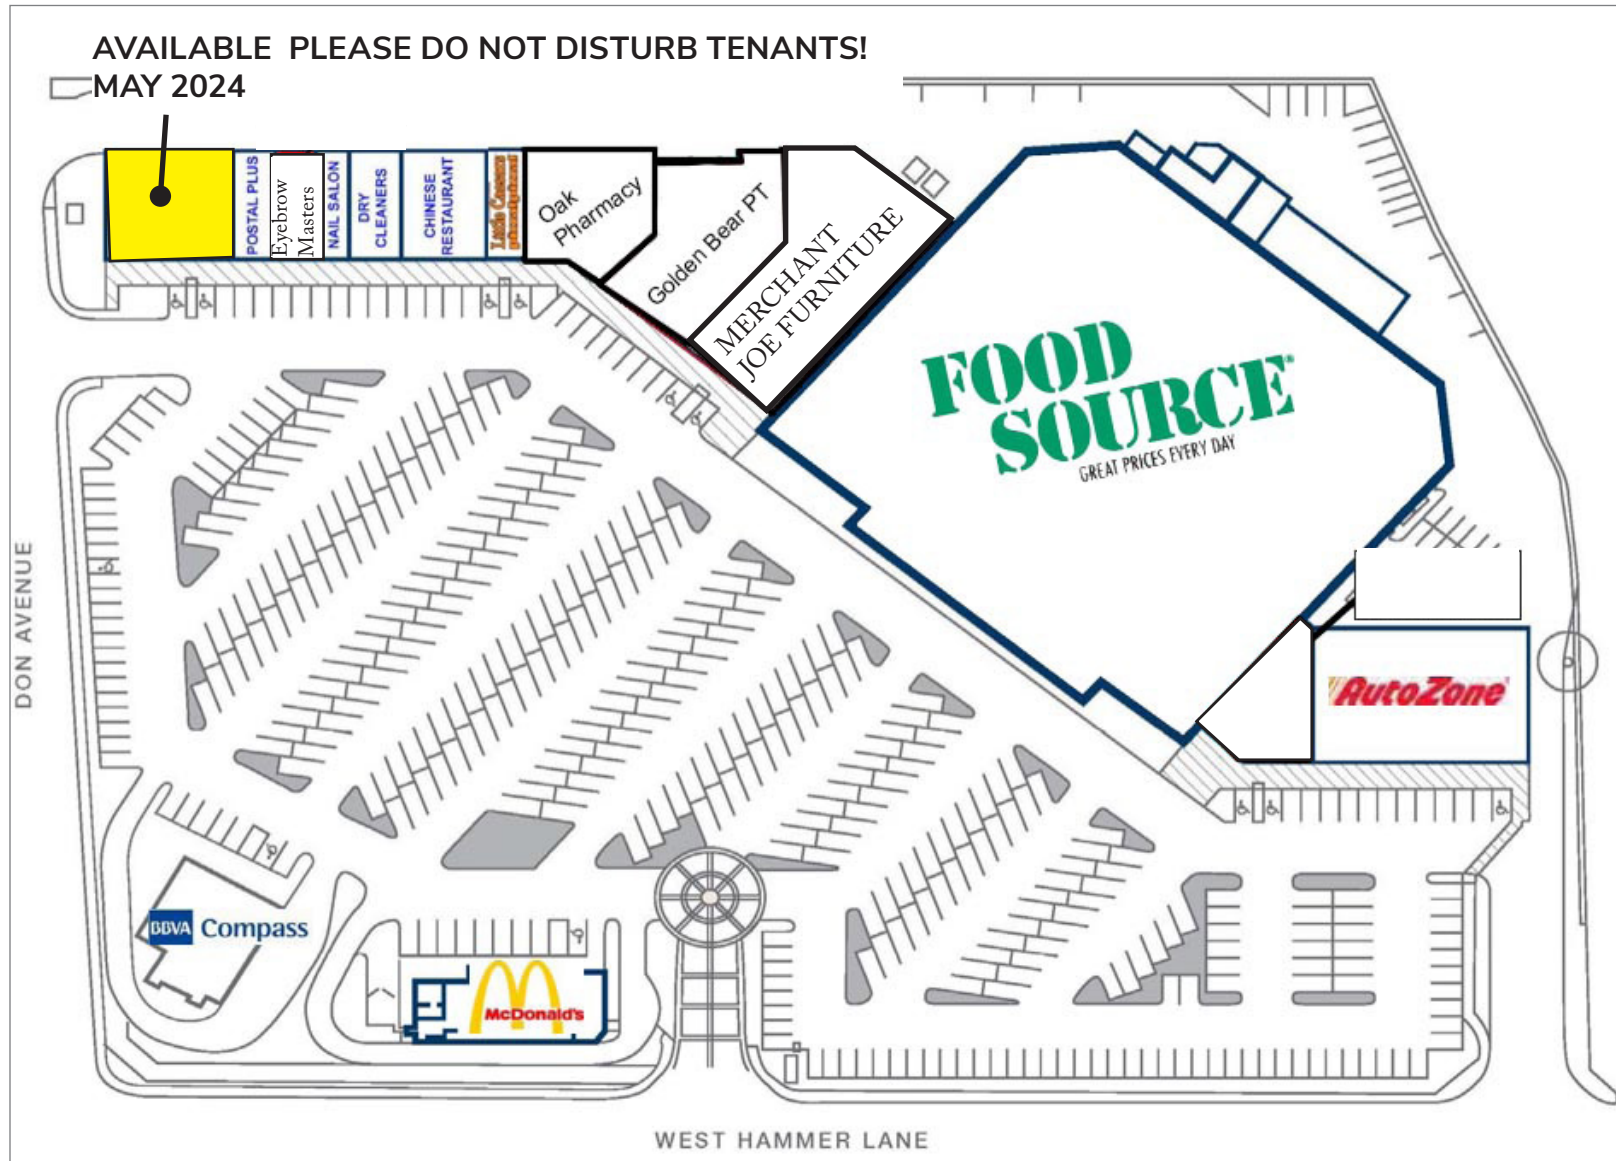 AVAILABLE PLEASE DO NOT DISTURB TENANTS!
MAY 2024
POSTAL PLUS
Eyebrow
Masters
NAIL SALON
DRY
CLEANERS
CHINESE
RESTAURANT
Little Caesars
Oak
Pharmacy
Golden Bear PT
MERCHANT
JOE FURNITURE
FOOD
SOURCE
GREAT PRICES EVERY DAY
AutoZone
DON AVENUE
BBVA Compass
McDonald's
WEST HAMMER LANE